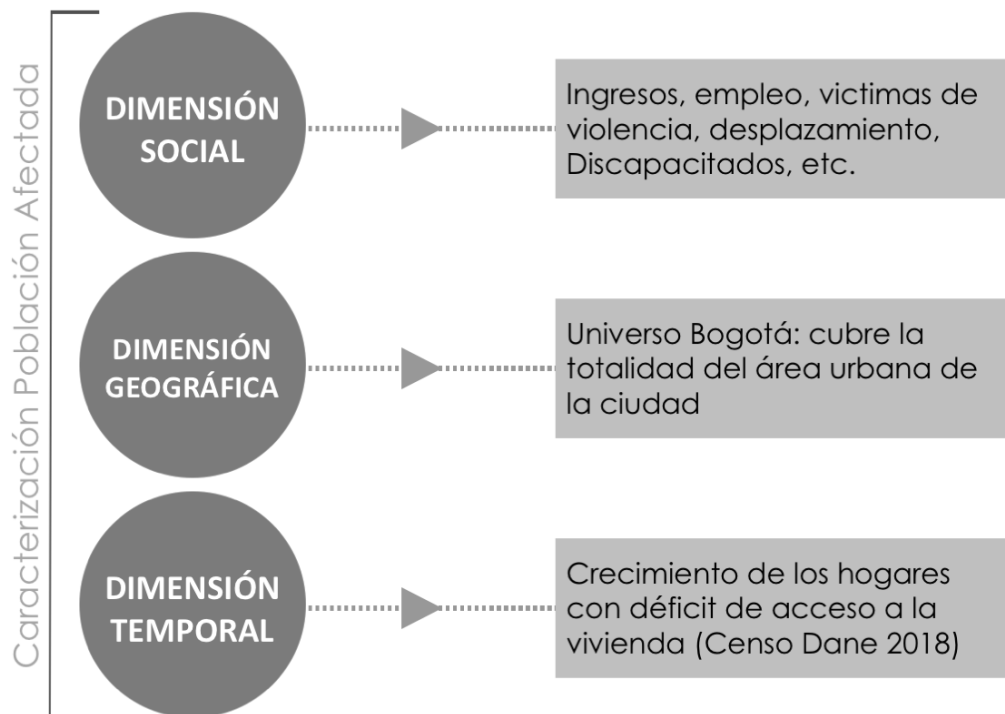 Caracterización Población Afectada
DIMENSIÓN
SOCIAL
Ingresos, empleo, victimas de
violencia, desplazamiento,
Discapacitados, etc.
DIMENSIÓN
GEOGRÁFICA
Universo Bogotá: cubre la
totalidad del área urbana de
la ciudad
DIMENSIÓN
TEMPORAL
Crecimiento de los hogares
con déficit de acceso a la
vivienda (Censo Dane 2018)